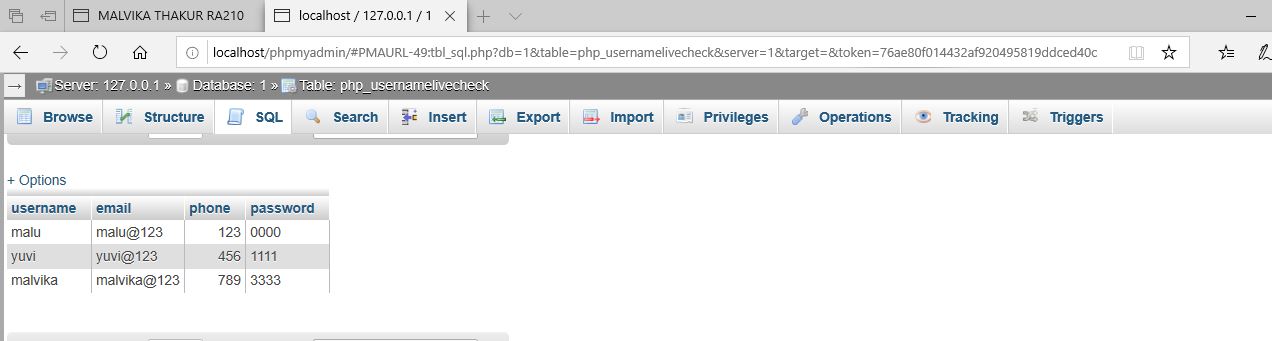 MALVIKA THAKUR RA210 localhost / 127.0.0.1 / 1
localhost/phpmyadmin/#PMAURL-49:tbl_sql.php?db=1&table=php_usernamelivecheck&server=1&target=&token=76ae80f014432af920495819ddced40c
Server: 127.0.0.1 » Database: 1 » Table: php_usernamelivecheck
Browse Structure SQL Search Insert Export Import Privileges Operations Tracking Triggers
+ Options
username email phone password
malu malu@123 123 0000
yuvi yuvi@123 456 1111
malvika malvika@123 789 3333